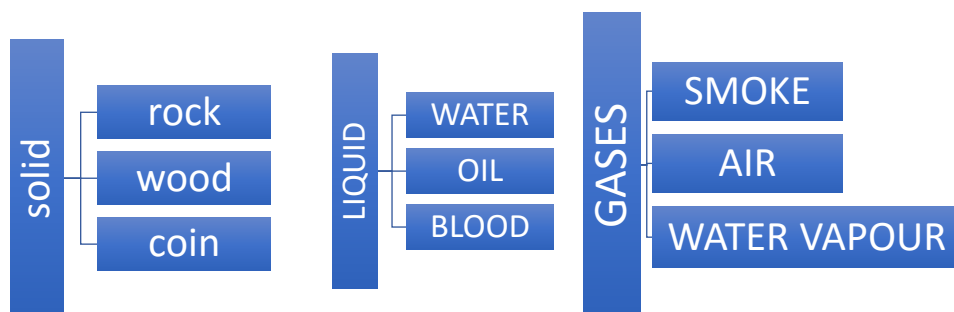 solid
rock
wood
coin
LIQUID
WATER
OIL
BLOOD
GASES
SMOKE
AIR
WATER VAPOUR